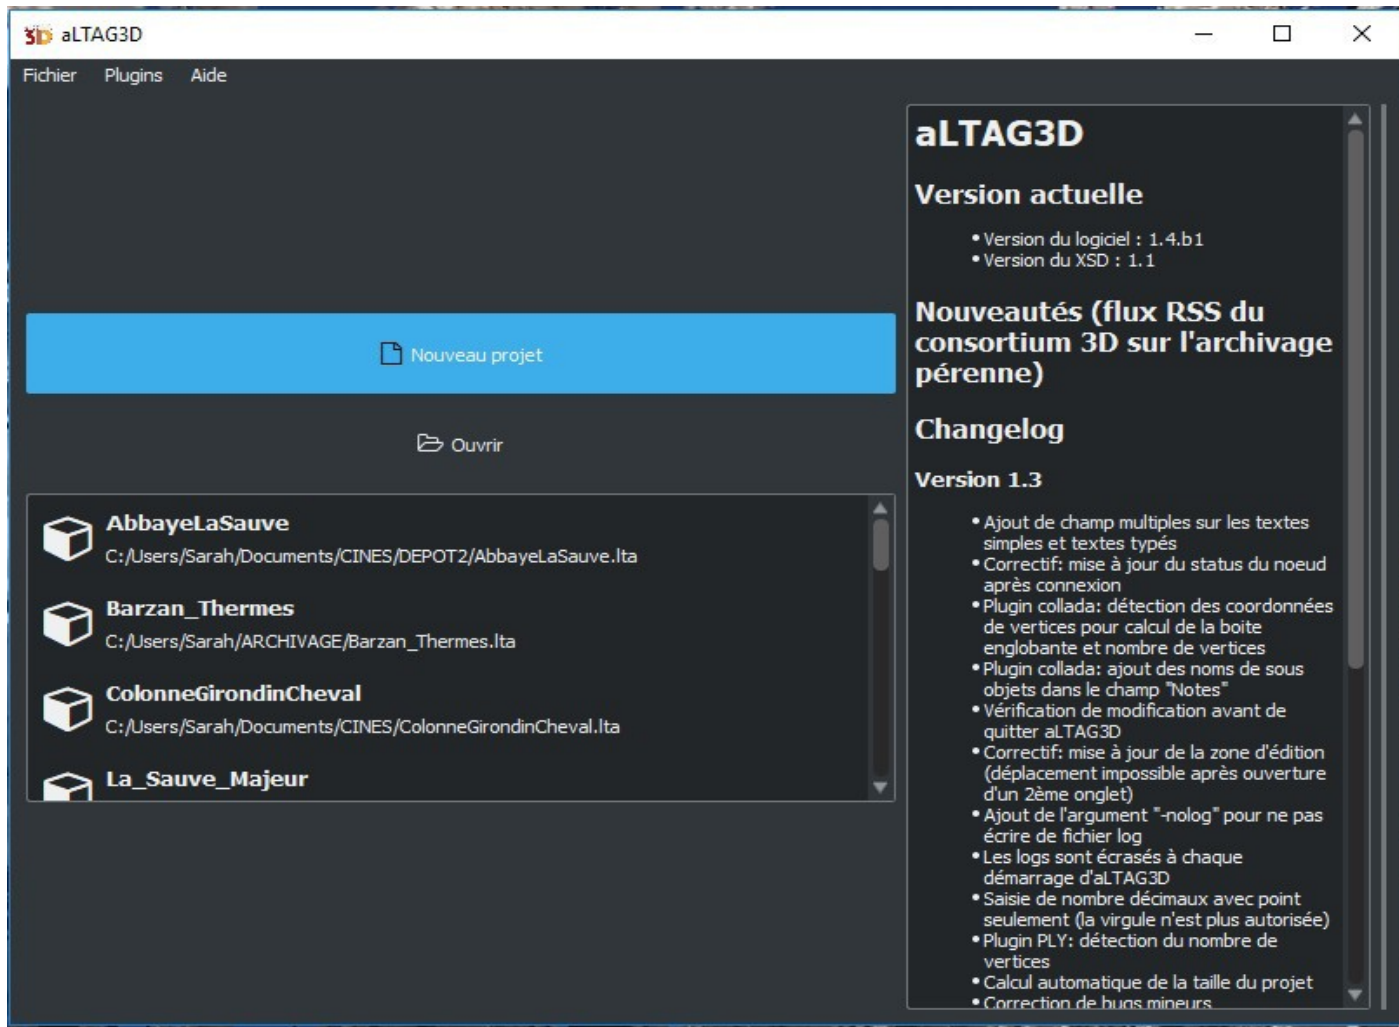 aLTAG3D
Fichier Plugins Aide
Nouveau projet
Ouvrir
AbbayeLaSauve
C:/Users/Sarah/Documents/CINES/DEPOT2/AbbayeLaSauve.lta
Barzan_Thermes
C:/Users/Sarah/ARCHIVAGE/Barzan_Thermes.lta
ColonneGirondinCheval
C:/Users/Sarah/Documents/CINES/ColonneGirondinCheval.lta
La_Sauve_Majeur
aLTAG3D
Version actuelle
• Version du logiciel : 1.4.b1
• Version du XSD : 1.1
Nouveautés (flux RSS du
consortium 3D sur l'archivage
pérenne)
Changelog
Version 1.3
• Ajout de champ multiples sur les textes
simples et textes typés
• Correctif: mise à jour du status du noeud
après connexion
• Plugin collada: détection des coordonnées
de vertices pour calcul de la boite
englobante et nombre de vertices
• Plugin collada: ajout des noms de sous
objets dans le champ "Notes"
• Vérification de modification avant de
quitter aLTAG3D
• Correctif: mise à jour de la zone d'édition
(déplacement impossible après ouverture
d'un 2ème onglet)
• Ajout de l'argument "-nolog" pour ne pas
écrire de fichier log
• Les logs sont écrasés à chaque
démarrage d'aLTAG3D
• Saisie de nombre décimaux avec point
seulement (la virgule n'est plus autorisée)
• Plugin PLY: détection du nombre de
vertices
• Calcul automatique de la taille du projet
• Correction de bugs mineurs